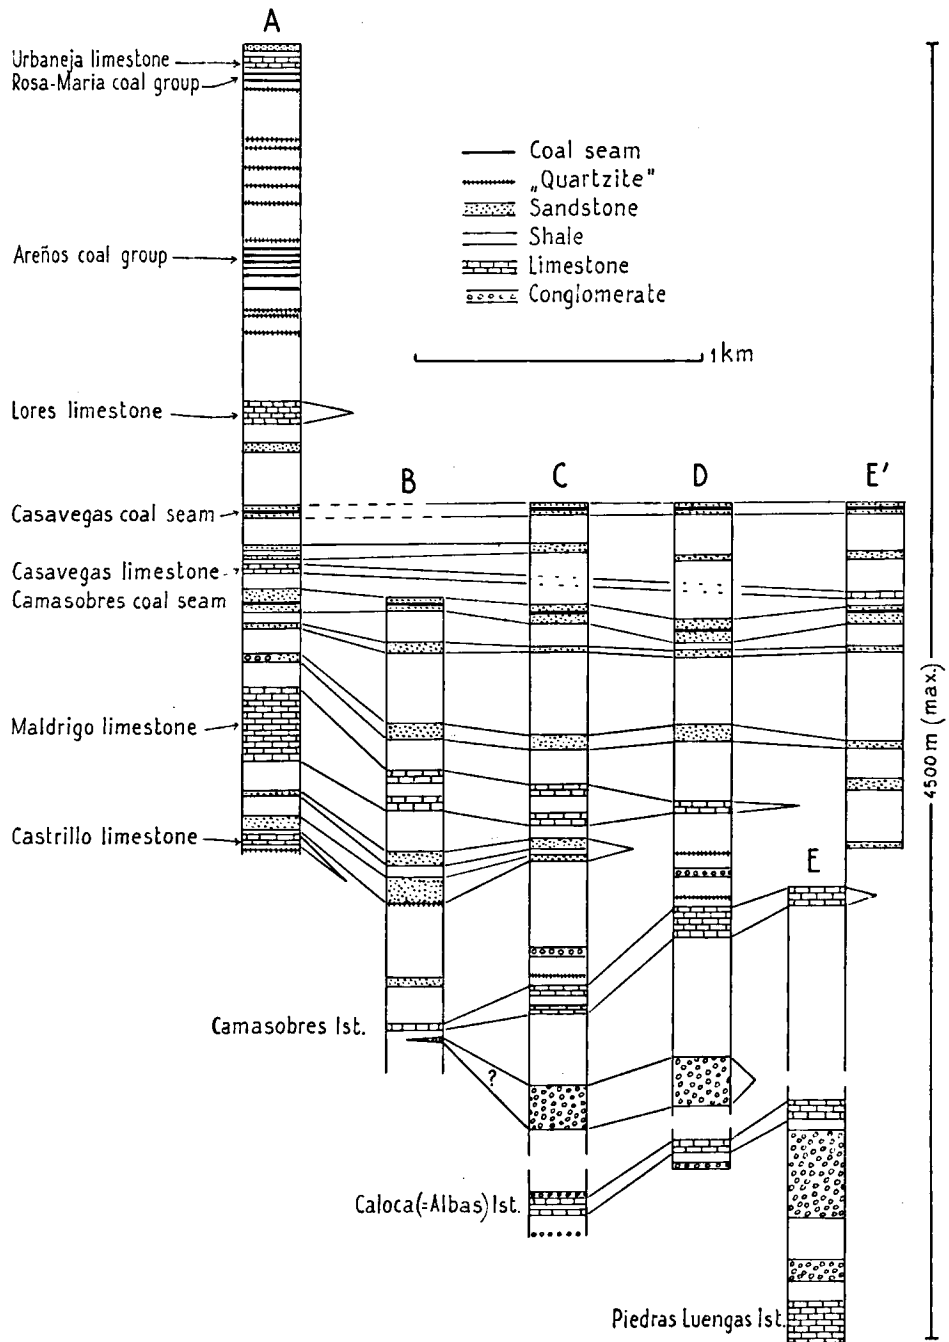 A
Urbaneja limestone
Rosa-Maria coal group
Coal seam
„Quartzite"
Sandstone
Shale
Limestone
Conglomerate
Areños coal group
1 km
Lores limestone
B
C
D
E'
Casavegas coal seam
Casavegas limestone
Camasobres coal seam
Maldrigo limestone
4500 m (max.)
Castrillo limestone
E
Camasobres lst.
?
Caloca(=Albas) lst.
Piedras Luengas lst.